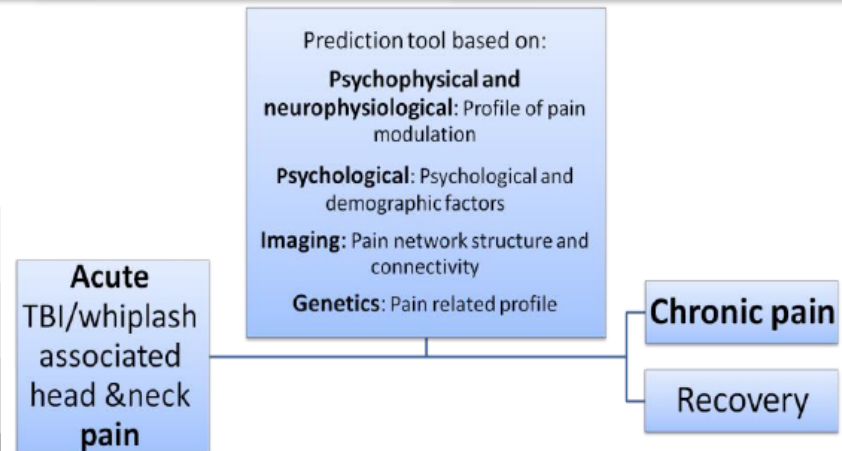 Prediction tool based on:
Psychophysical and
neurophysiological: Profile of pain
modulation
Psychological: Psychological and
demographic factors
Imaging: Pain network structure and
connectivity
Genetics: Pain related profile
Acute
TBI/whiplash
associated
head &neck
pain
Chronic pain
Recovery